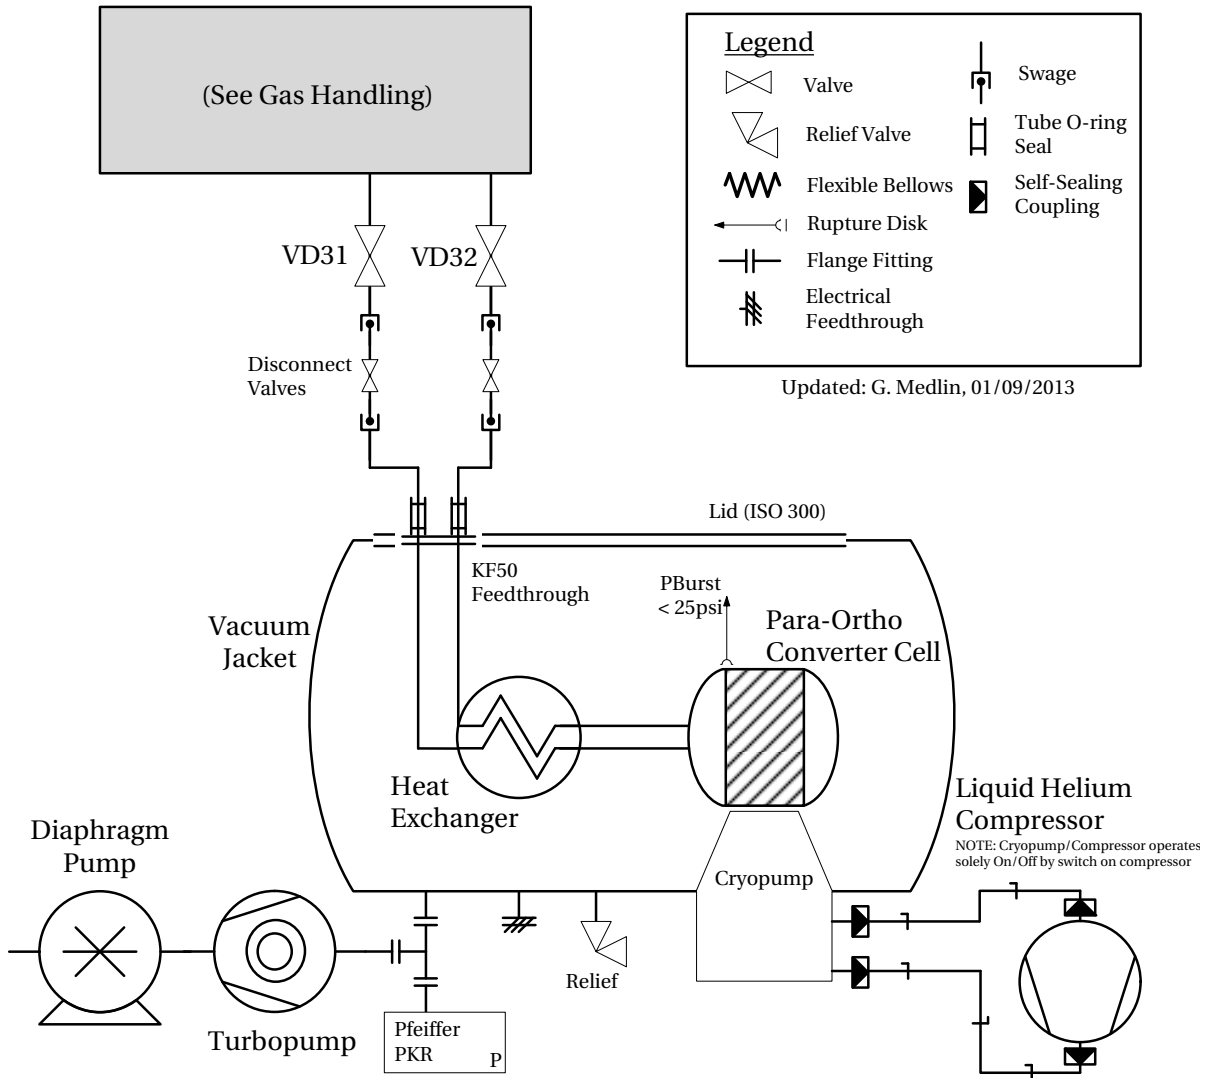 (See Gas Handling)
Legend
Valve
Relief Valve
Flexible Bellows
Rupture Disk
Flange Fitting
Electrical
Feedthrough
Swage
Tube O-ring
Seal
Self-Sealing
Coupling
Updated: G. Medlin, 01/09/2013
VD31
VD32
Disconnect
Valves
Lid (ISO 300)
KF50
Feedthrough
PBurst
< 25psi
Para-Ortho
Converter Cell
Vacuum
Jacket
Heat
Exchanger
Liquid Helium
Compressor
NOTE: Cryopump/Compressor operates
solely On/Off by switch on compressor
Diaphragm
Pump
Cryopump
Relief
Turbopump
Pfeiffer
PKR
P